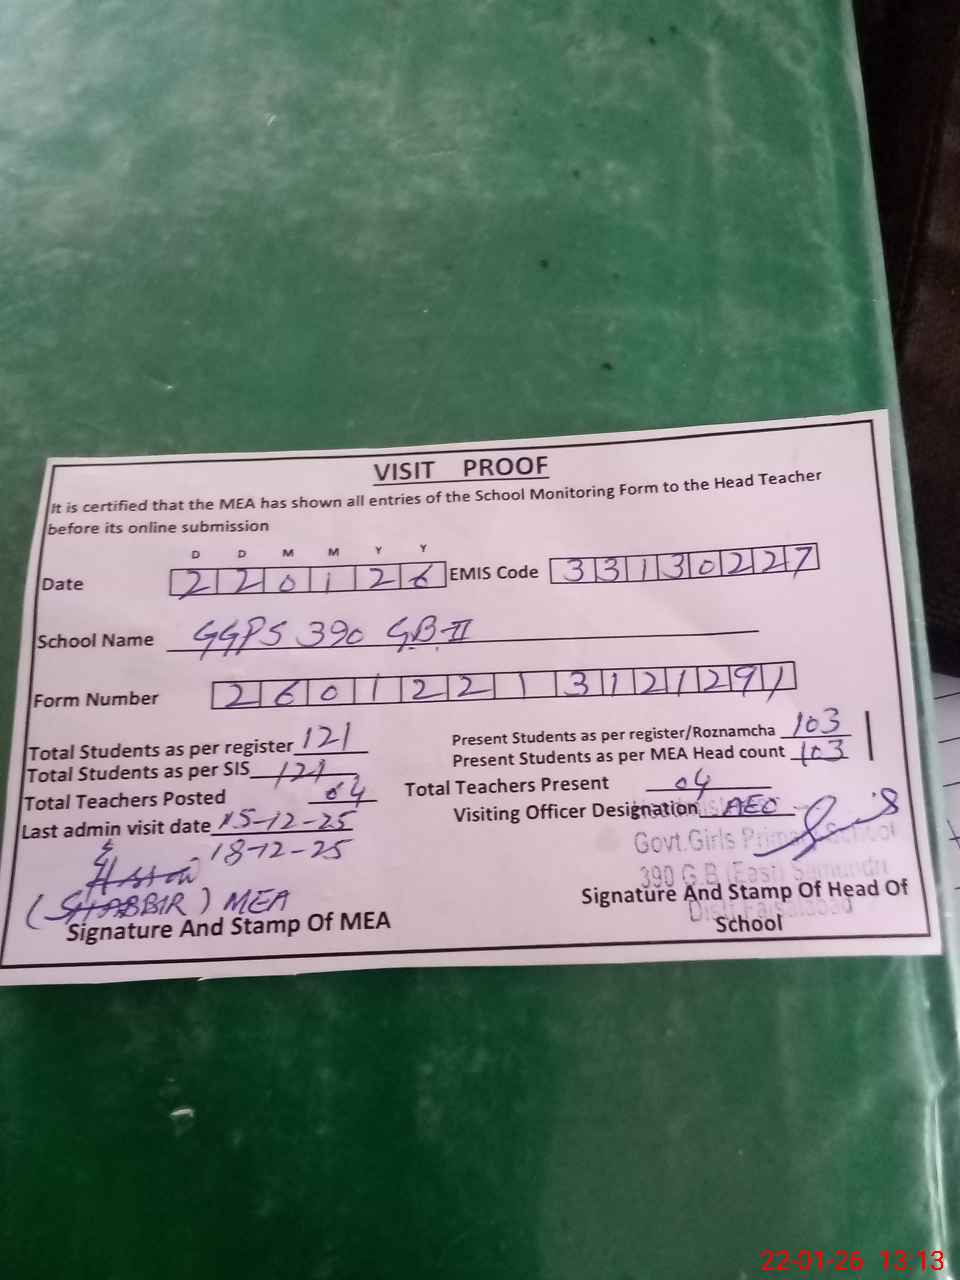 VISIT PROOF
It is certified that the MEA has shown all entries of the School Monitoring Form to the Head Teacher
before its online submission
D D M M Y Y
Date 2 2 0 1 2 6 EMIS Code 3 3 1 3 0 2 2 7
School Name GGPS 390 GB-II
Form Number 2 6 0 1 2 2 1 3 1 2 1 2 9 1
Total Students as per register 121 Present Students as per register/Roznamcha 103
Total Students as per SIS 121 Present Students as per MEA Head count 103
Total Teachers Posted 04 Total Teachers Present 04
Last admin visit date 15-12-25 Visiting Officer Designation AEO
18-12-25
Govt.Girls Primary School
390 G.B (East) Samundri
Distt Faisalabad
(SHABBIR) MEA
Signature And Stamp Of MEA
Signature And Stamp Of Head Of
School
22-01-26 13:13